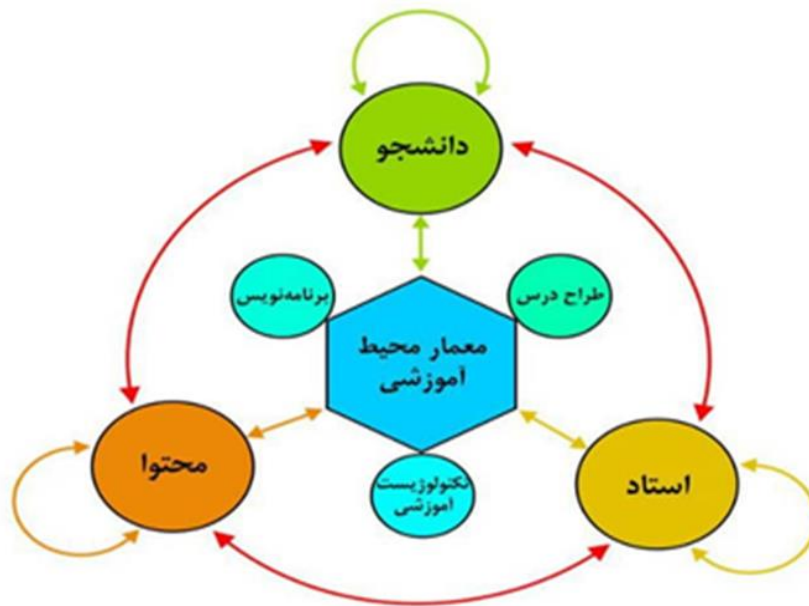 دانشجو
طراح درس
برنامه‌نویس
معمار محیط
آموزشی
محتوا
استاد
تکنولوژیست
آموزشی